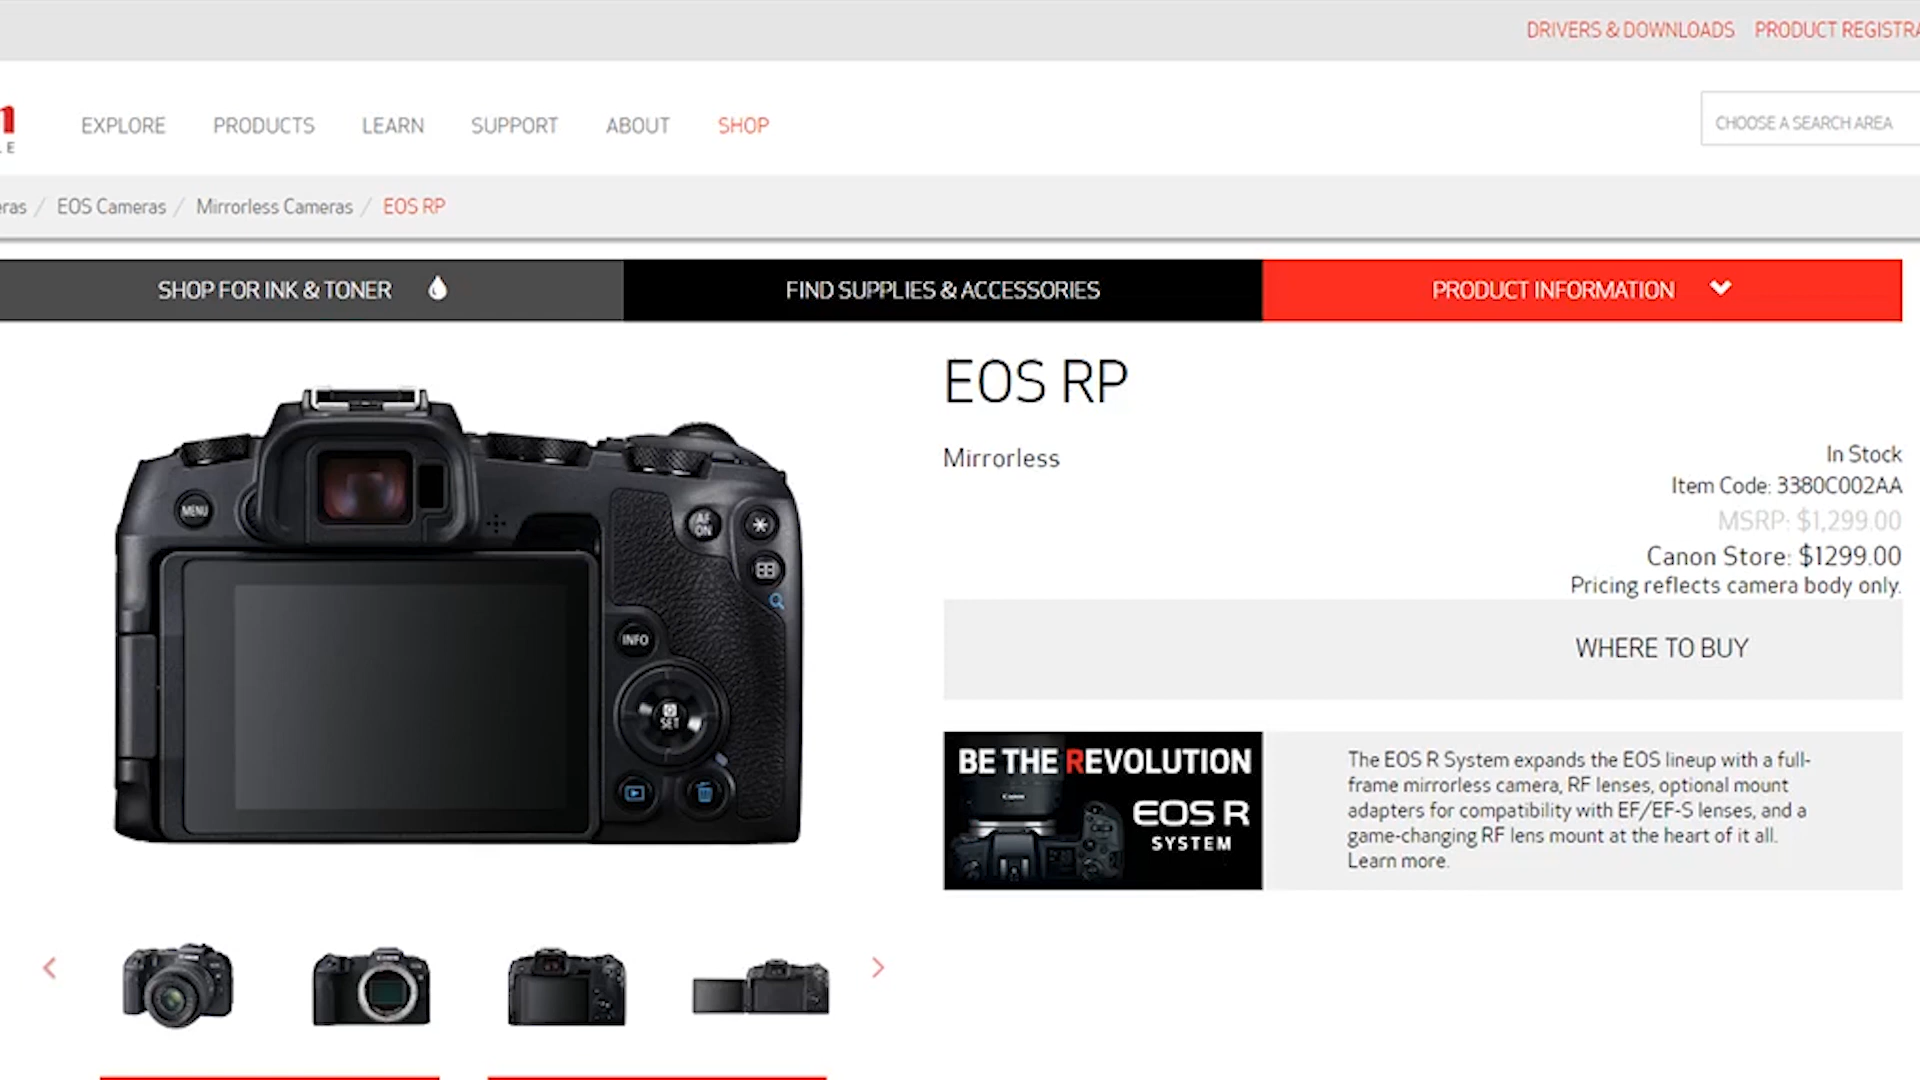 DRIVERS & DOWNLOADS PRODUCT REGISTRA
EXPLORE PRODUCTS LEARN SUPPORT ABOUT SHOP
CHOOSE A SEARCH AREA
EOS Cameras / Mirrorless Cameras / EOS RP
SHOP FOR INK & TONER
FIND SUPPLIES & ACCESSORIES
PRODUCT INFORMATION
EOS RP
Mirrorless
In Stock
Item Code: 3380C002AA
MSRP: $1,299.00
Canon Store: $1299.00
Pricing reflects camera body only.
WHERE TO BUY
MENU
AF
ON
INFO
SET
BE THE REVOLUTION
Canon
EOS R
SYSTEM
The EOS R System expands the EOS lineup with a full-
frame mirrorless camera, RF lenses, optional mount
adapters for compatibility with EF/EF-S lenses, and a
game-changing RF lens mount at the heart of it all.
Learn more.